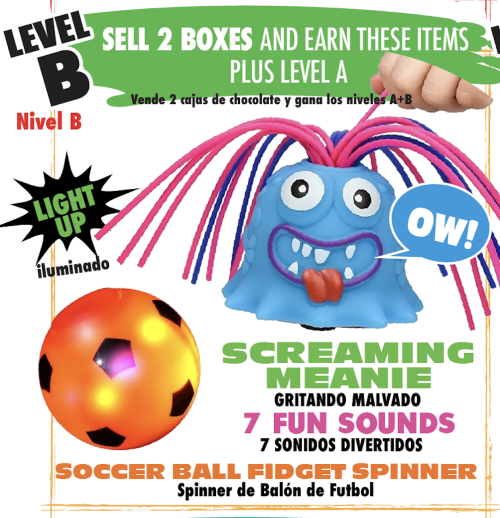 LEVEL
B
Nivel B
SELL 2 BOXES AND EARN THESE ITEMS
PLUS LEVEL A
Vende 2 cajas de chocolate y gana los niveles A+B
LIGHT
UP
iluminado
OW!
SCREAMING
MEANIE
GRITANDO MALVADO
7 FUN SOUNDS
7 SONIDOS DIVERTIDOS
SOCCER BALL FIDGET SPINNER
Spinner de Balón de Futbol